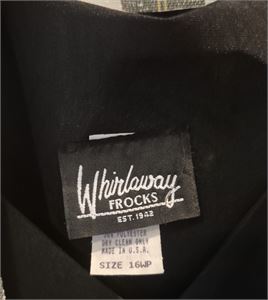 Whirlaway
FROCKS
EST. 1942
POLYESTER
DRY CLEAN ONLY
MADE IN U.S.A.
SIZE 16WP